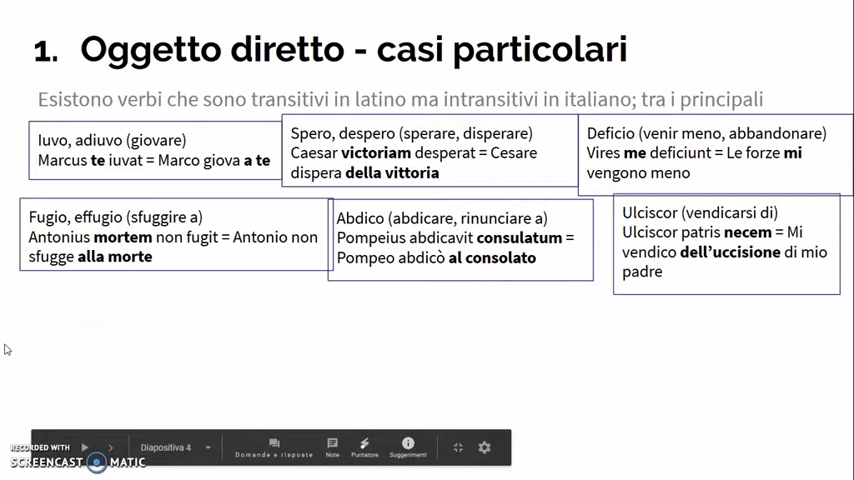 1. Oggetto diretto - casi particolari
Esistono verbi che sono transitivi in latino ma intransitivi in italiano; tra i principali
Iuvo, adiuvo (giovare)
Marcus te iuvat = Marco giova a te
Spero, despero (sperare, disperare)
Caesar victoriam desperat = Cesare
dispera della vittoria
Deficio (venir meno, abbandonare)
Vires me deficiunt = Le forze mi
vengono meno
Fugio, effugio (sfuggire a)
Antonius mortem non fugit = Antonio non
sfugge alla morte
Abdico (abdicare, rinunciare a)
Pompeius abdicavit consulatum =
Pompeo abdicò al consolato
Ulciscor (vendicarsi di)
Ulciscor patris necem = Mi
vendico dell'uccisione di mio
padre
Diapositiva 4
Domande e risposte
Note
Puntatore
Suggerimenti
RECORDED WITH
SCREENCAST MATIC